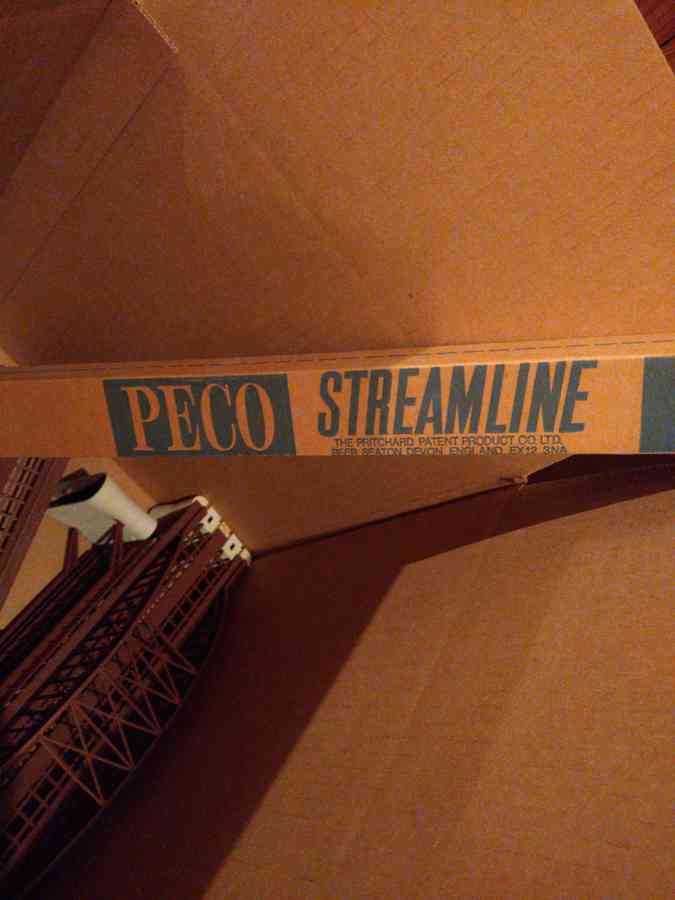 PECO STREAMLINE
THE PRITCHARD PATENT PRODUCT CO. LTD.
BEER SEATON DEVON ENGLAND. EX12 3NA